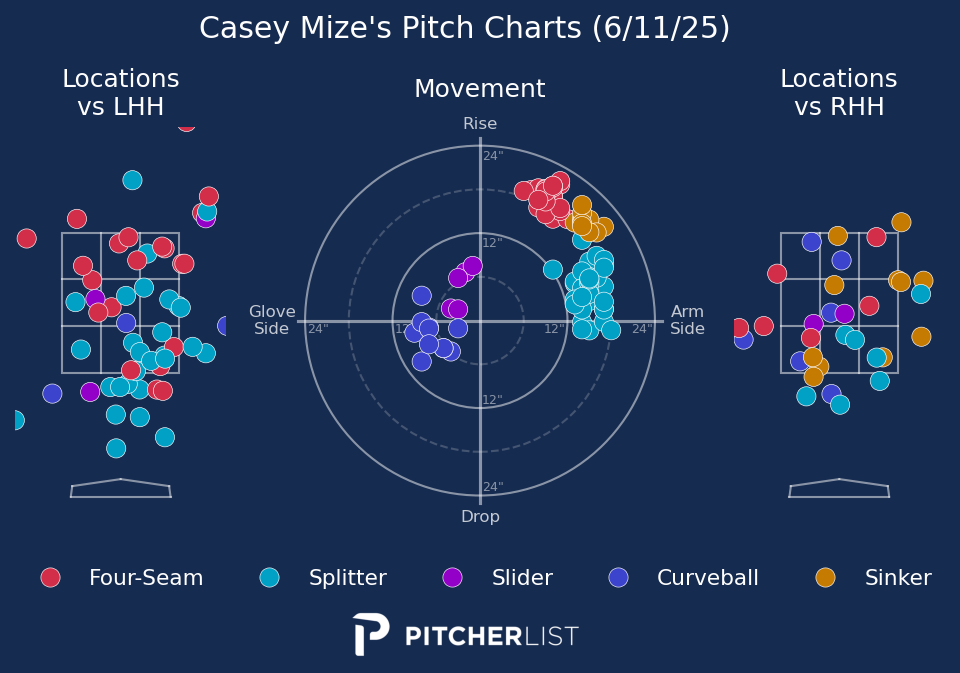 Casey Mize's Pitch Charts (6/11/25)
Locations
vs LHH
Movement
Locations
vs RHH
Rise
24"
12"
Glove
Side
24"
12"
12"
24"
Arm
Side
12"
24"
Drop
Four-Seam
Splitter
Slider
Curveball
Sinker
PITCHERLIST